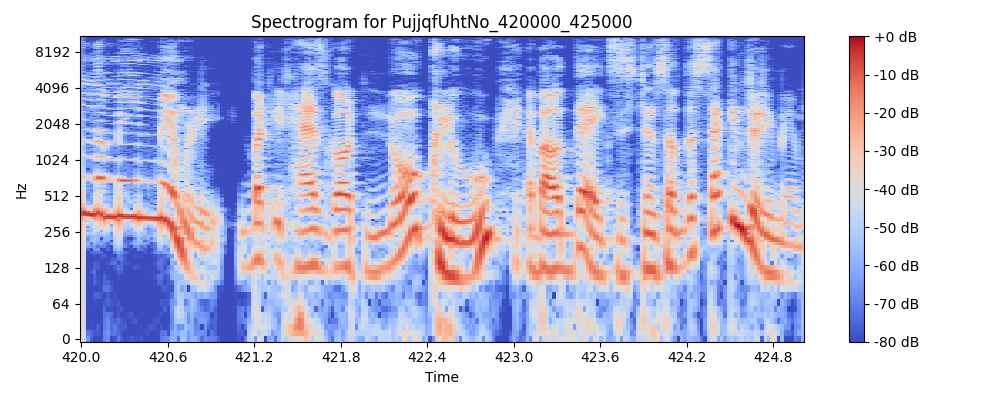 Spectrogram for PujjqfUhtNo_420000_425000
8192
4096
2048
1024
512
256
128
64
0
Hz
420.0 420.6 421.2 421.8 422.4 423.0 423.6 424.2 424.8
Time
+0 dB
-10 dB
-20 dB
-30 dB
-40 dB
-50 dB
-60 dB
-70 dB
-80 dB